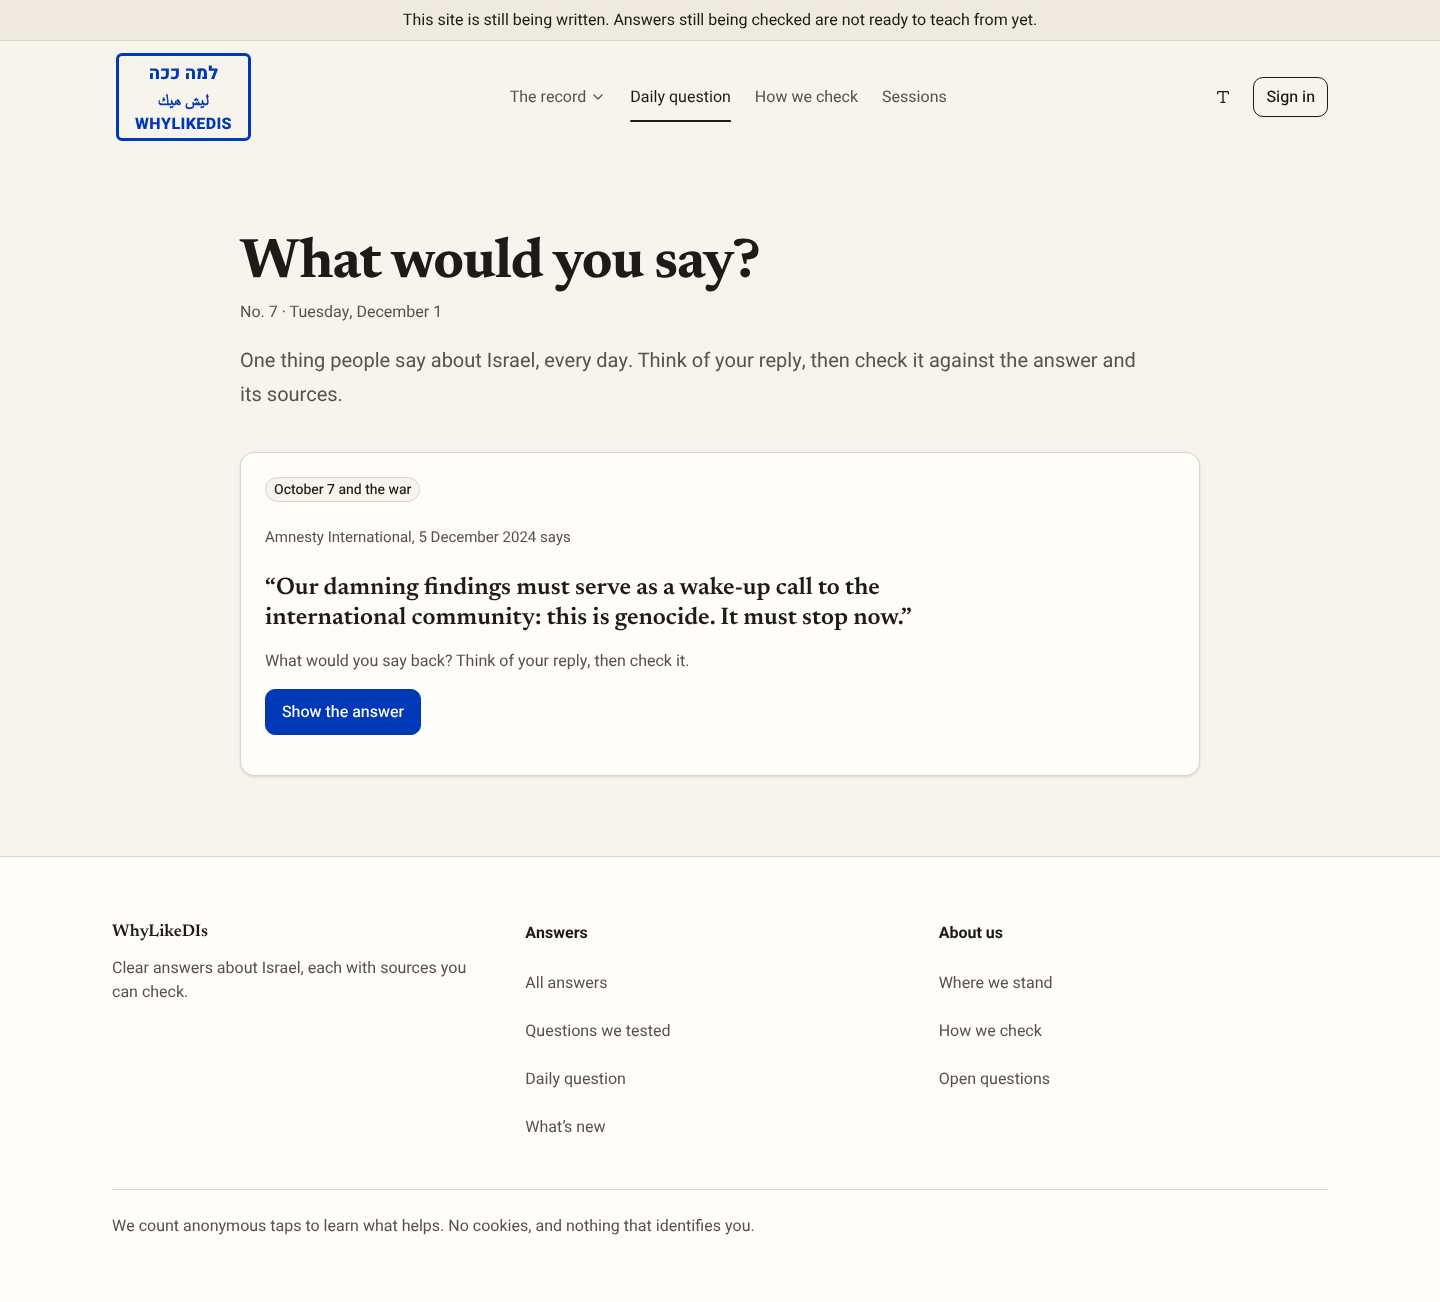 This site is still being written. Answers still being checked are not ready to teach from yet.
למה ככה
ليش هيك
WHYLIKEDIS
The record
Daily question
How we check
Sessions
T
Sign in
What would you say?
No. 7 · Tuesday, December 1
One thing people say about Israel, every day. Think of your reply, then check it against the answer and
its sources.
October 7 and the war
Amnesty International, 5 December 2024 says
“Our damning findings must serve as a wake-up call to the
international community: this is genocide. It must stop now.”
What would you say back? Think of your reply, then check it.
Show the answer
WhyLikeDIs
Clear answers about Israel, each with sources you
can check.
Answers
All answers
Questions we tested
Daily question
What’s new
About us
Where we stand
How we check
Open questions
We count anonymous taps to learn what helps. No cookies, and nothing that identifies you.